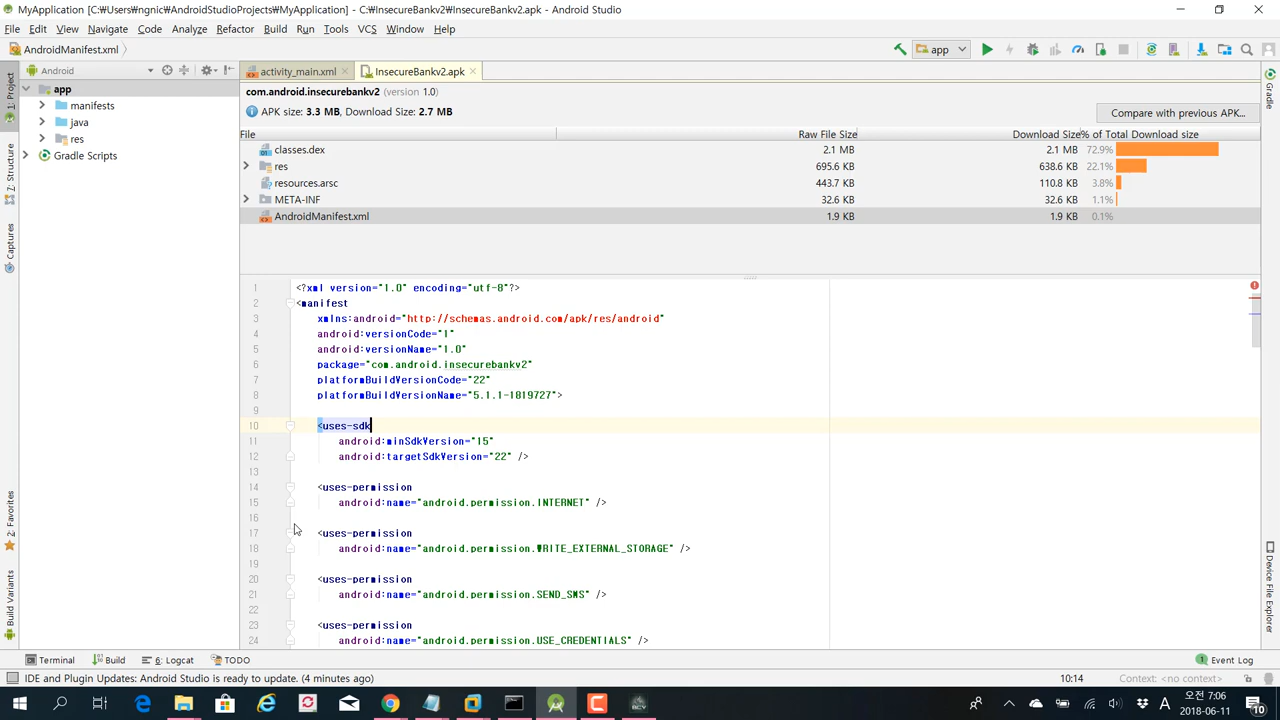 MyApplication [C:\Users\ngnic\AndroidStudioProjects\MyApplication] - C:\InsecureBankv2\InsecureBankv2.apk - Android Studio
File Edit View Navigate Code Analyze Refactor Build Run Tools VCS Window Help
AndroidManifest.xml
app
Android
activity_main.xml
InsecureBankv2.apk
1: Project
Z: Structure
Captures
2: Favorites
Build Variants
app
manifests
java
res
Gradle Scripts
com.android.insecurebankv2 (version 1.0)
APK size: 3.3 MB, Download Size: 2.7 MB
Compare with previous APK...
File Raw File Size Download Size % of Total Download size
classes.dex 2.1 MB 2.1 MB 72.9%
res 695.6 KB 638.6 KB 22.1%
resources.arsc 443.7 KB 110.8 KB 3.8%
META-INF 32.6 KB 32.6 KB 1.1%
AndroidManifest.xml 1.9 KB 1.9 KB 0.1%
1 <?xml version="1.0" encoding="utf-8"?>
2 <manifest
3 xmlns:android="http://schemas.android.com/apk/res/android"
4 android:versionCode="1"
5 android:versionName="1.0"
6 package="com.android.insecurebankv2"
7 platformBuildVersionCode="22"
8 platformBuildVersionName="5.1.1-1819727">
9
10 <uses-sdk
11 android:minSdkVersion="15"
12 android:targetSdkVersion="22" />
13
14 <uses-permission
15 android:name="android.permission.INTERNET" />
16
17 <uses-permission
18 android:name="android.permission.WRITE_EXTERNAL_STORAGE" />
19
20 <uses-permission
21 android:name="android.permission.SEND_SMS" />
22
23 <uses-permission
24 android:name="android.permission.USE_CREDENTIALS" />
Gradle
Device File Explorer
Terminal Build 6: Logcat TODO
1 Event Log
IDE and Plugin Updates: Android Studio is ready to update. (4 minutes ago)
10:14 Context: <no context>
BCV
A
오전 7:06
2018-06-11
10